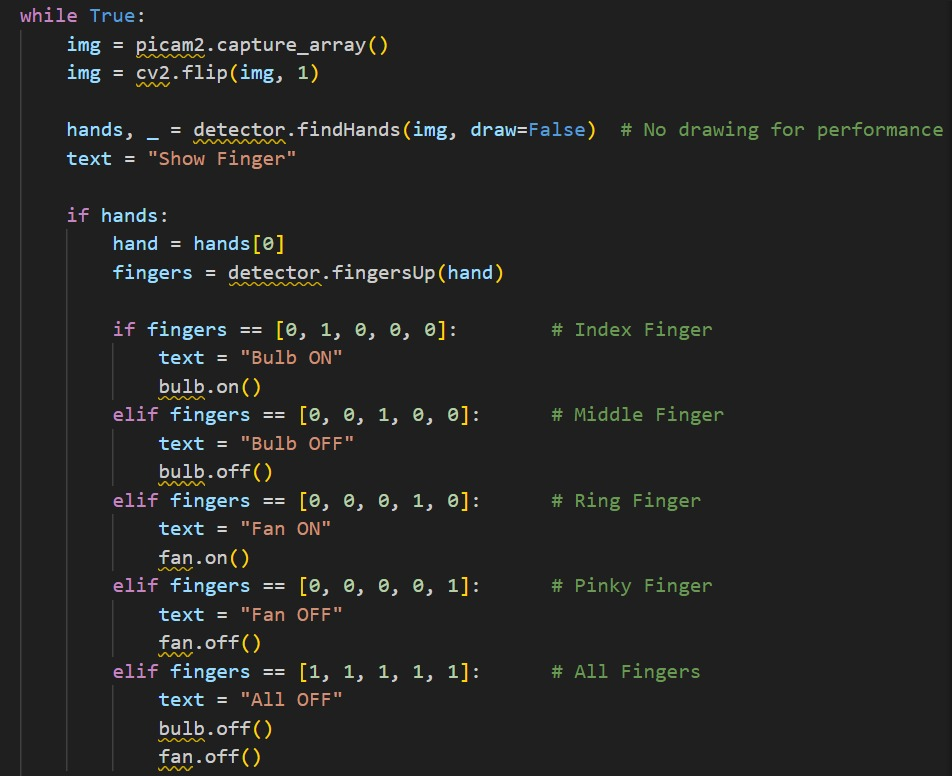 while True:
    img = picam2.capture_array()
    img = cv2.flip(img, 1)

    hands, _ = detector.findHands(img, draw=False)  # No drawing for performance
    text = "Show Finger"

    if hands:
        hand = hands[0]
        fingers = detector.fingersUp(hand)

        if fingers == [0, 1, 0, 0, 0]:        # Index Finger
            text = "Bulb ON"
            bulb.on()
        elif fingers == [0, 0, 1, 0, 0]:      # Middle Finger
            text = "Bulb OFF"
            bulb.off()
        elif fingers == [0, 0, 0, 1, 0]:      # Ring Finger
            text = "Fan ON"
            fan.on()
        elif fingers == [0, 0, 0, 0, 1]:      # Pinky Finger
            text = "Fan OFF"
            fan.off()
        elif fingers == [1, 1, 1, 1, 1]:      # All Fingers
            text = "All OFF"
            bulb.off()
            fan.off()